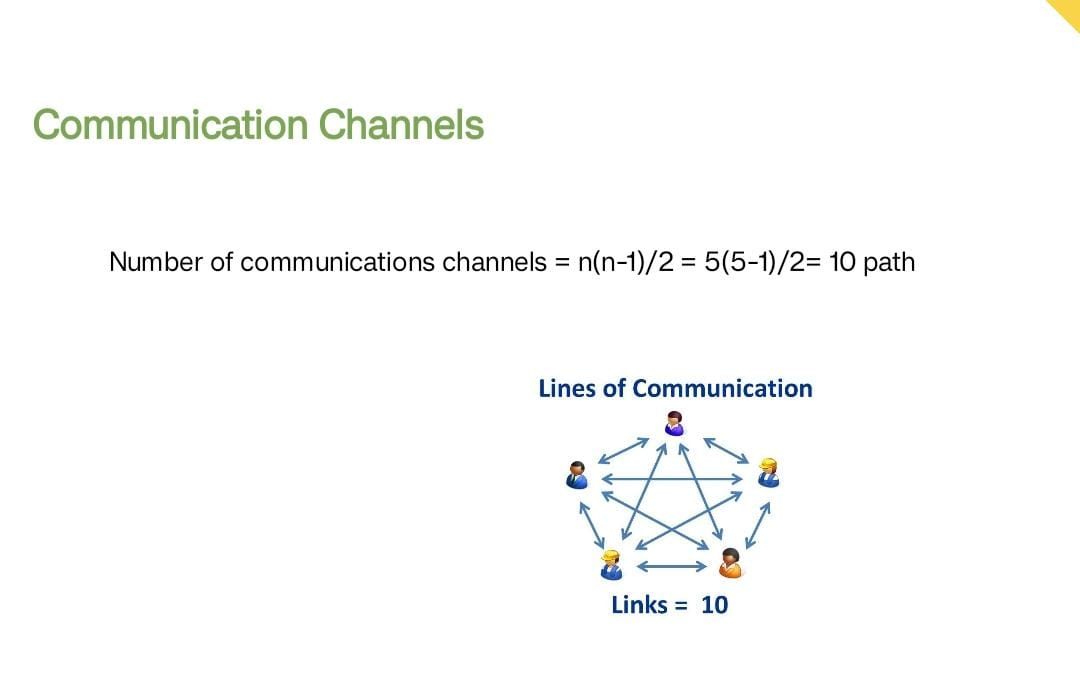 Communication Channels
Number of communications channels = n(n-1)/2 = 5(5-1)/2= 10 path
Lines of Communication
Links = 10